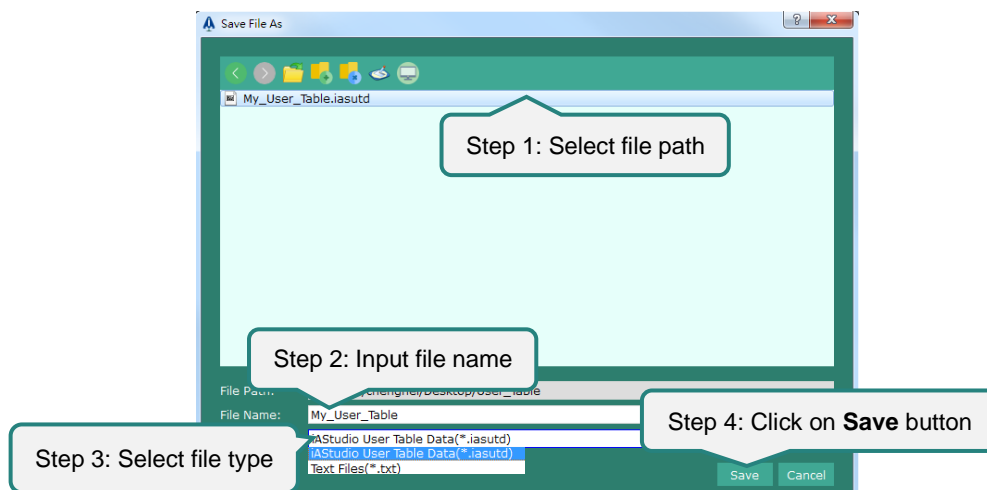 Save File As
My_User_Table.iasutd
Step 1: Select file path
Step 2: Input file name
File Path: /Desktop/User_Table
File Name: My_User_Table
Step 4: Click on Save button
iAStudio User Table Data(*.iasutd)
Step 3: Select file type
iAStudio User Table Data(*.iasutd)
Text Files(*.txt)
Save Cancel